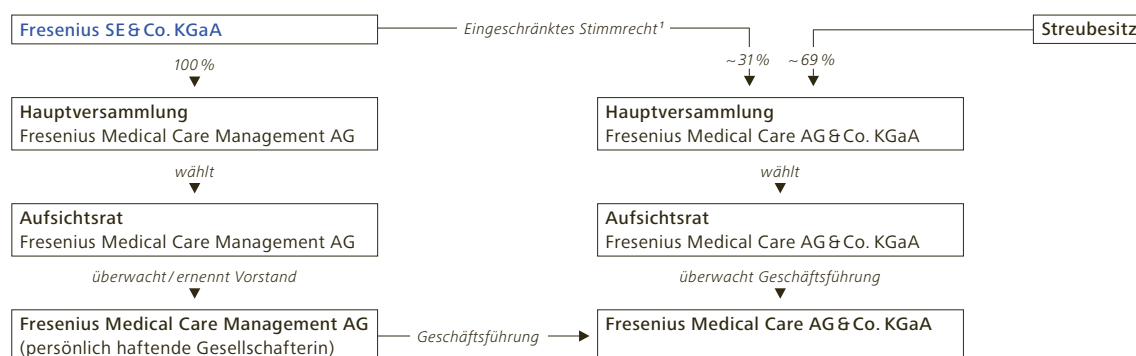 Fresenius SE & Co. KGaA
Eingeschränktes Stimmrecht¹
Streubesitz
100 %
~31 %
~69 %
Hauptversammlung
Fresenius Medical Care Management AG
Hauptversammlung
Fresenius Medical Care AG & Co. KGaA
wählt
wählt
Aufsichtsrat
Fresenius Medical Care Management AG
Aufsichtsrat
Fresenius Medical Care AG & Co. KGaA
überwacht / ernennt Vorstand
überwacht Geschäftsführung
Fresenius Medical Care Management AG
(persönlich haftende Gesellschafterin)
Geschäftsführung
Fresenius Medical Care AG & Co. KGaA